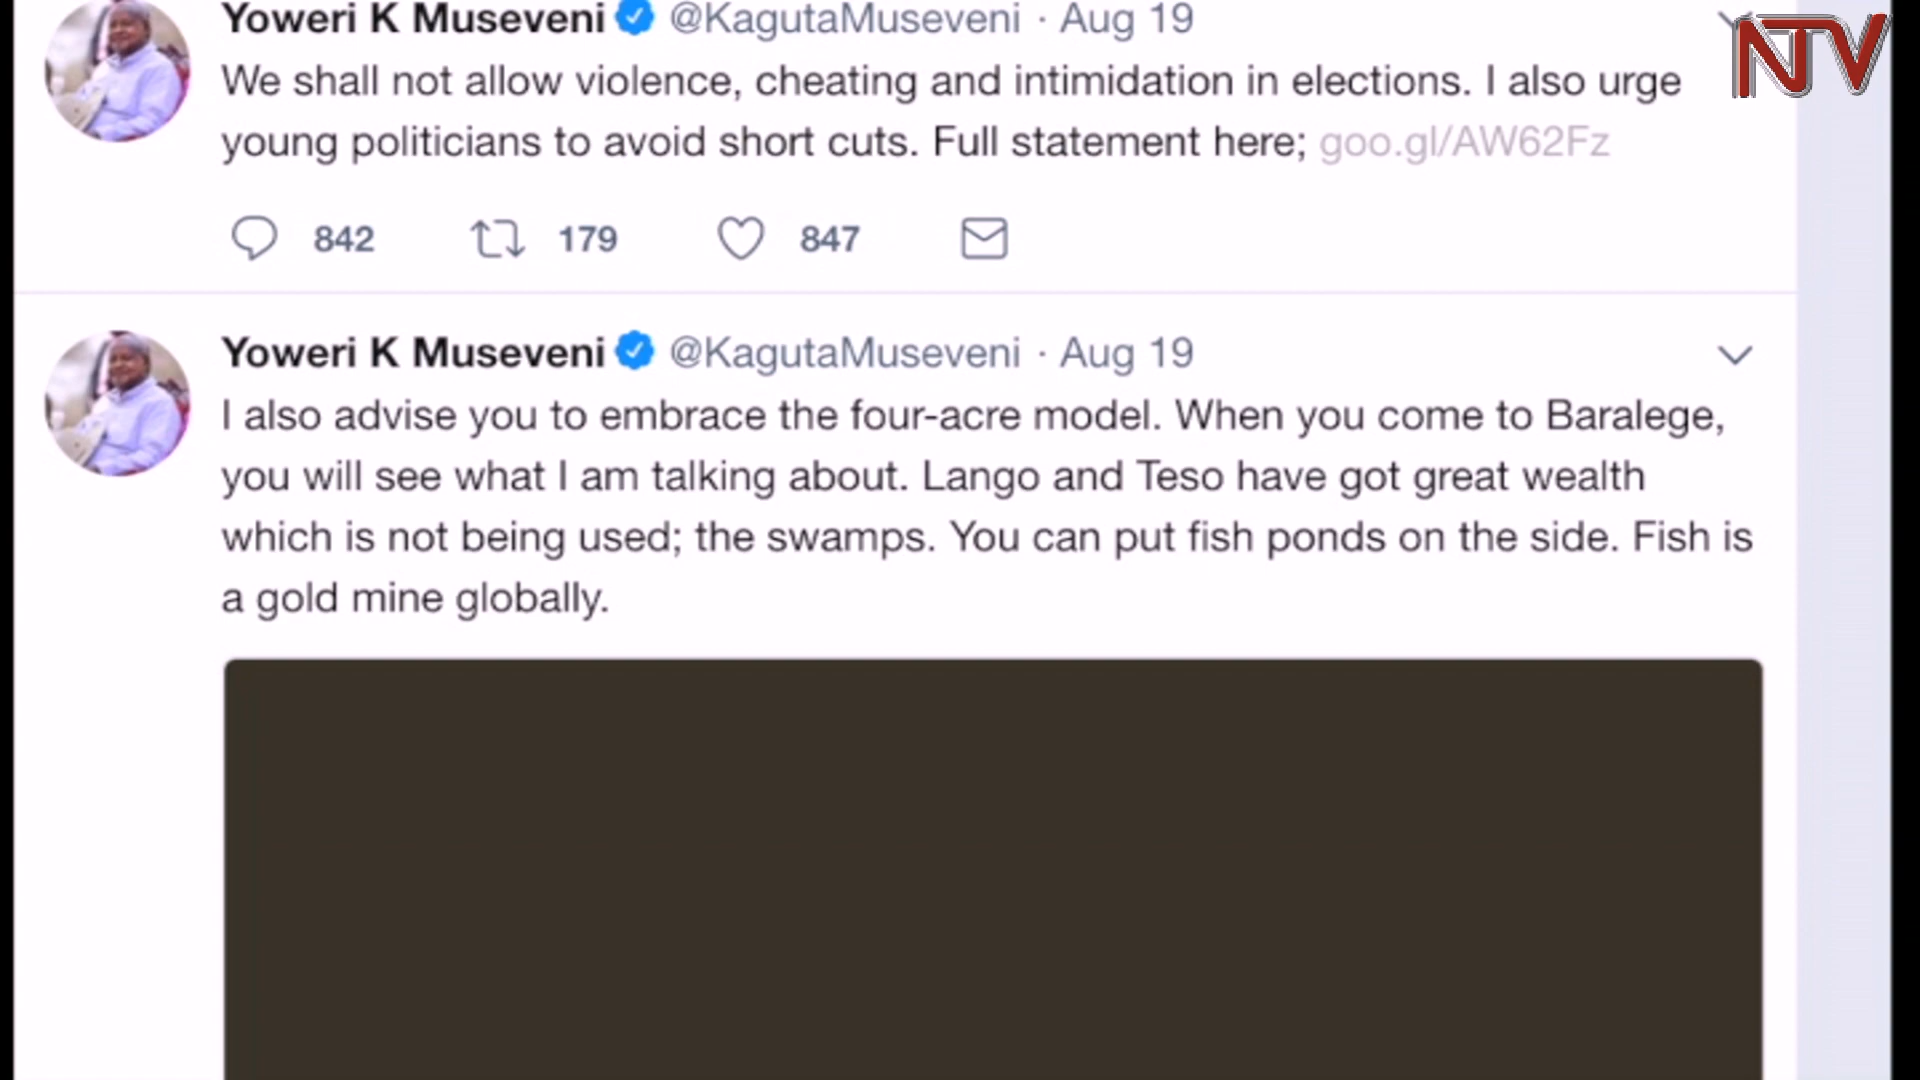 Yoweri K Museveni @KagutaMuseveni · Aug 19
NTV
We shall not allow violence, cheating and intimidation in elections. I also urge
young politicians to avoid short cuts. Full statement here; goo.gl/AW62Fz
842 179 847
Yoweri K Museveni @KagutaMuseveni · Aug 19
I also advise you to embrace the four-acre model. When you come to Baralege,
you will see what I am talking about. Lango and Teso have got great wealth
which is not being used; the swamps. You can put fish ponds on the side. Fish is
a gold mine globally.